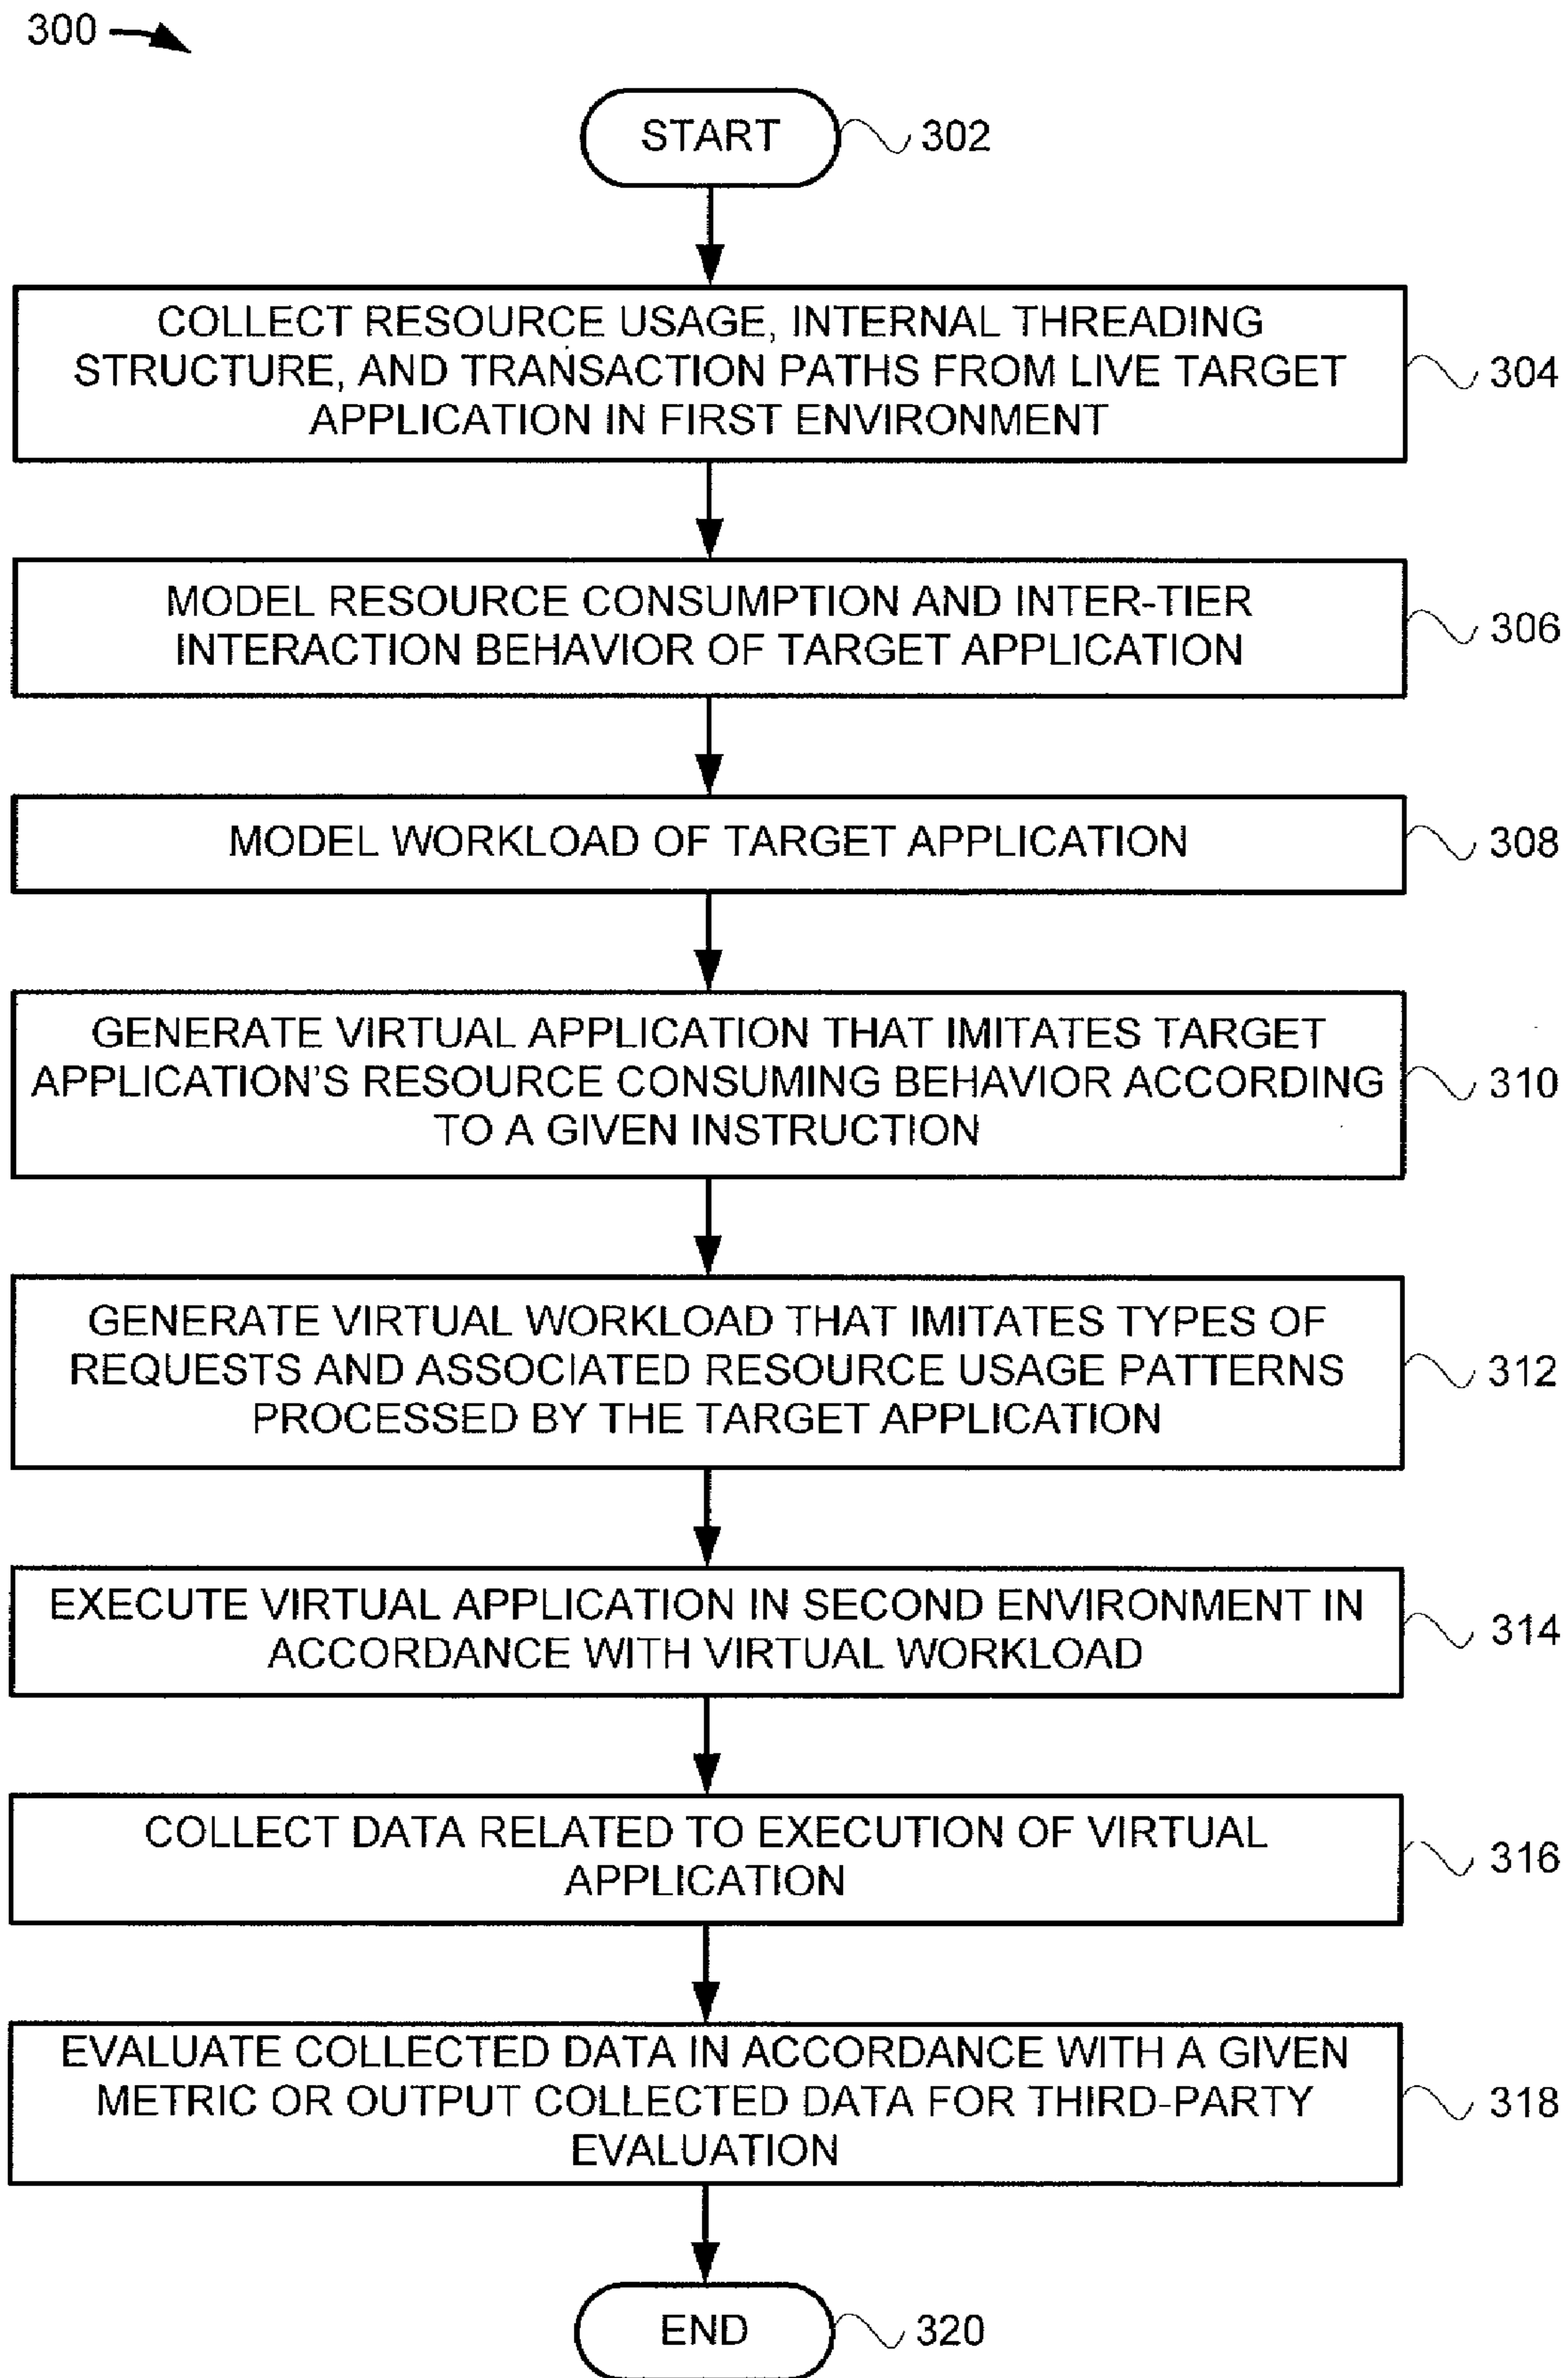 300
START
302
COLLECT RESOURCE USAGE, INTERNAL THREADING
STRUCTURE, AND TRANSACTION PATHS FROM LIVE TARGET
APPLICATION IN FIRST ENVIRONMENT
304
MODEL RESOURCE CONSUMPTION AND INTER-TIER
INTERACTION BEHAVIOR OF TARGET APPLICATION
306
MODEL WORKLOAD OF TARGET APPLICATION
308
GENERATE VIRTUAL APPLICATION THAT IMITATES TARGET
APPLICATION'S RESOURCE CONSUMING BEHAVIOR ACCORDING
TO A GIVEN INSTRUCTION
310
GENERATE VIRTUAL WORKLOAD THAT IMITATES TYPES OF
REQUESTS AND ASSOCIATED RESOURCE USAGE PATTERNS
PROCESSED BY THE TARGET APPLICATION
312
EXECUTE VIRTUAL APPLICATION IN SECOND ENVIRONMENT IN
ACCORDANCE WITH VIRTUAL WORKLOAD
314
COLLECT DATA RELATED TO EXECUTION OF VIRTUAL
APPLICATION
316
EVALUATE COLLECTED DATA IN ACCORDANCE WITH A GIVEN
METRIC OR OUTPUT COLLECTED DATA FOR THIRD-PARTY
EVALUATION
318
END
320